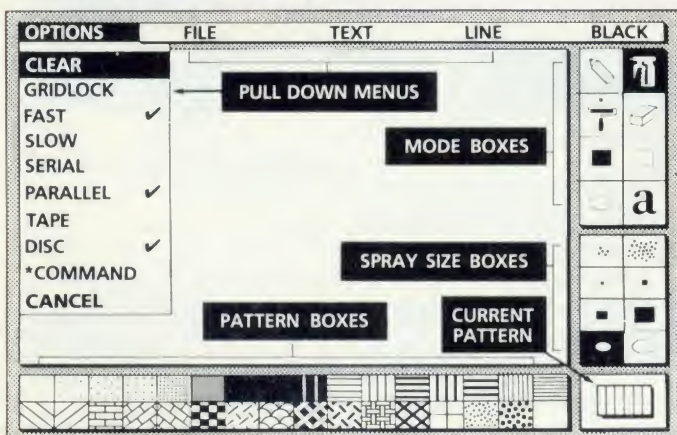 OPTIONS FILE TEXT LINE BLACK
CLEAR
GRIDLOCK
FAST ✔
SLOW
SERIAL
PARALLEL ✔
TAPE
DISC ✔
*COMMAND
CANCEL
PULL DOWN MENUS
MODE BOXES
a
SPRAY SIZE BOXES
PATTERN BOXES
CURRENT
PATTERN